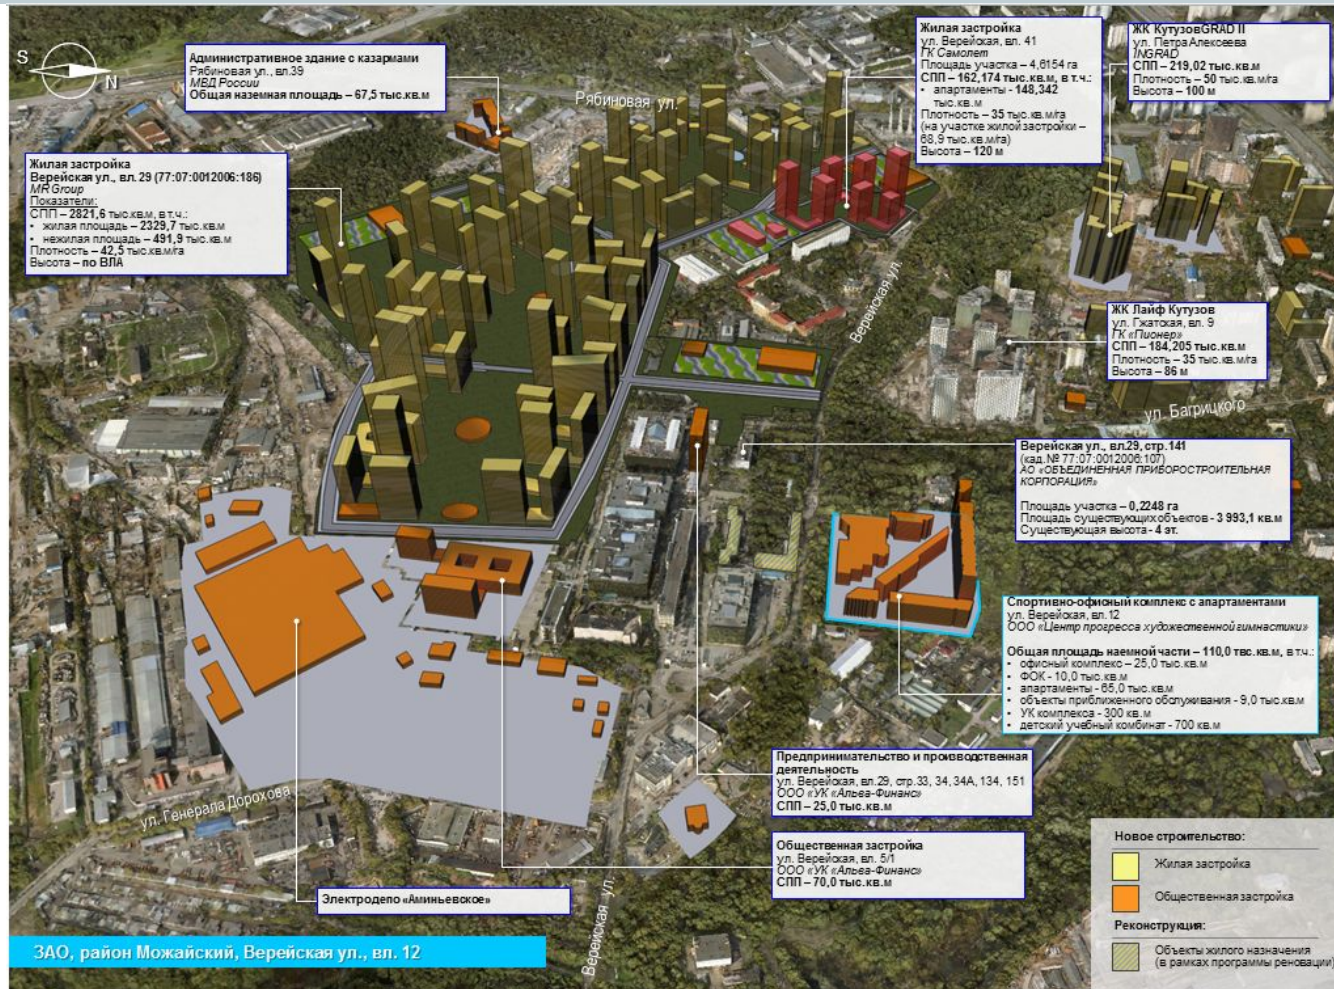 S
N
Административное здание с казармами
Рябиновая ул., вл.39
МВД России
Общая наземная площадь – 67,5 тыс.кв.м
Жилая застройка
ул. Верейская, вл. 41
ГК Самолет
Площадь участка – 4,6154 га
СПП – 162,174 тыс.кв.м, в т.ч.:
• апартаменты - 148,342
тыс.кв.м
Плотность – 35 тыс.кв.м/га
(на участке жилой застройки –
68,9 тыс.кв.м/га)
Высота – 120 м
ЖК КутузовGRAD II
ул. Петра Алексеева
INGRAD
СПП – 219,02 тыс.кв.м
Плотность – 50 тыс.кв.м/га
Высота – 100 м
Рябиновая ул.
Жилая застройка
Верейская ул., вл. 29 (77:07:0012006:186)
MR Group
Показатели:
СПП – 2821,6 тыс.кв.м, в т.ч.:
• жилая площадь – 2329,7 тыс.кв.м
• нежилая площадь – 491,9 тыс.кв.м
Плотность – 42,5 тыс.кв.м/га
Высота – по ВЛА
Верейская ул.
ЖК Лайф Кутузов
ул. Гжатская, вл. 9
ГК «Пионер»
СПП – 184,205 тыс.кв.м
Плотность – 35 тыс.кв.м/га
Высота – 86 м
ул. Багрицкого
Верейская ул., вл.29, стр.141
(кад.№ 77:07:0012006:107)
АО «ОБЪЕДИНЕННАЯ ПРИБОРОСТРОИТЕЛЬНАЯ
КОРПОРАЦИЯ»
Площадь участка – 0,2248 га
Площадь существующих объектов - 3 993,1 кв.м
Существующая высота - 4 эт.
Спортивно-офисный комплекс с апартаментами
ул. Верейская, вл.12
ООО «Центр прогресса художественной гимнастики»
Общая площадь наемной части – 110,0 твс.кв.м, в т.ч.:
• офисный комплекс – 25,0 тыс.кв.м
• ФОК - 10,0 тыс.кв.м
• апартаменты - 65,0 тыс.кв.м
• объекты приближенного обслуживания - 9,0 тыс.кв.м
• УК комплекса - 300 кв.м
• детский учебный комбинат - 700 кв.м
Предпринимательство и производственная
деятельность
ул. Верейская, вл.29, стр.33, 34, 34А, 134, 151
ООО «УК «Альва-Финанс»
СПП – 25,0 тыс.кв.м
ул. Генерала Дорохова
Общественная застройка
ул. Верейская, вл. 5/1
ООО «УК «Альва-Финанс»
СПП – 70,0 тыс.кв.м
Электродепо «Аминьевское»
Верейская ул.
ЗАО, район Можайский, Верейская ул., вл. 12
Новое строительство:
Жилая застройка
Общественная застройка
Реконструкция:
Объекты жилого назначения
(в рамках программы реновации)